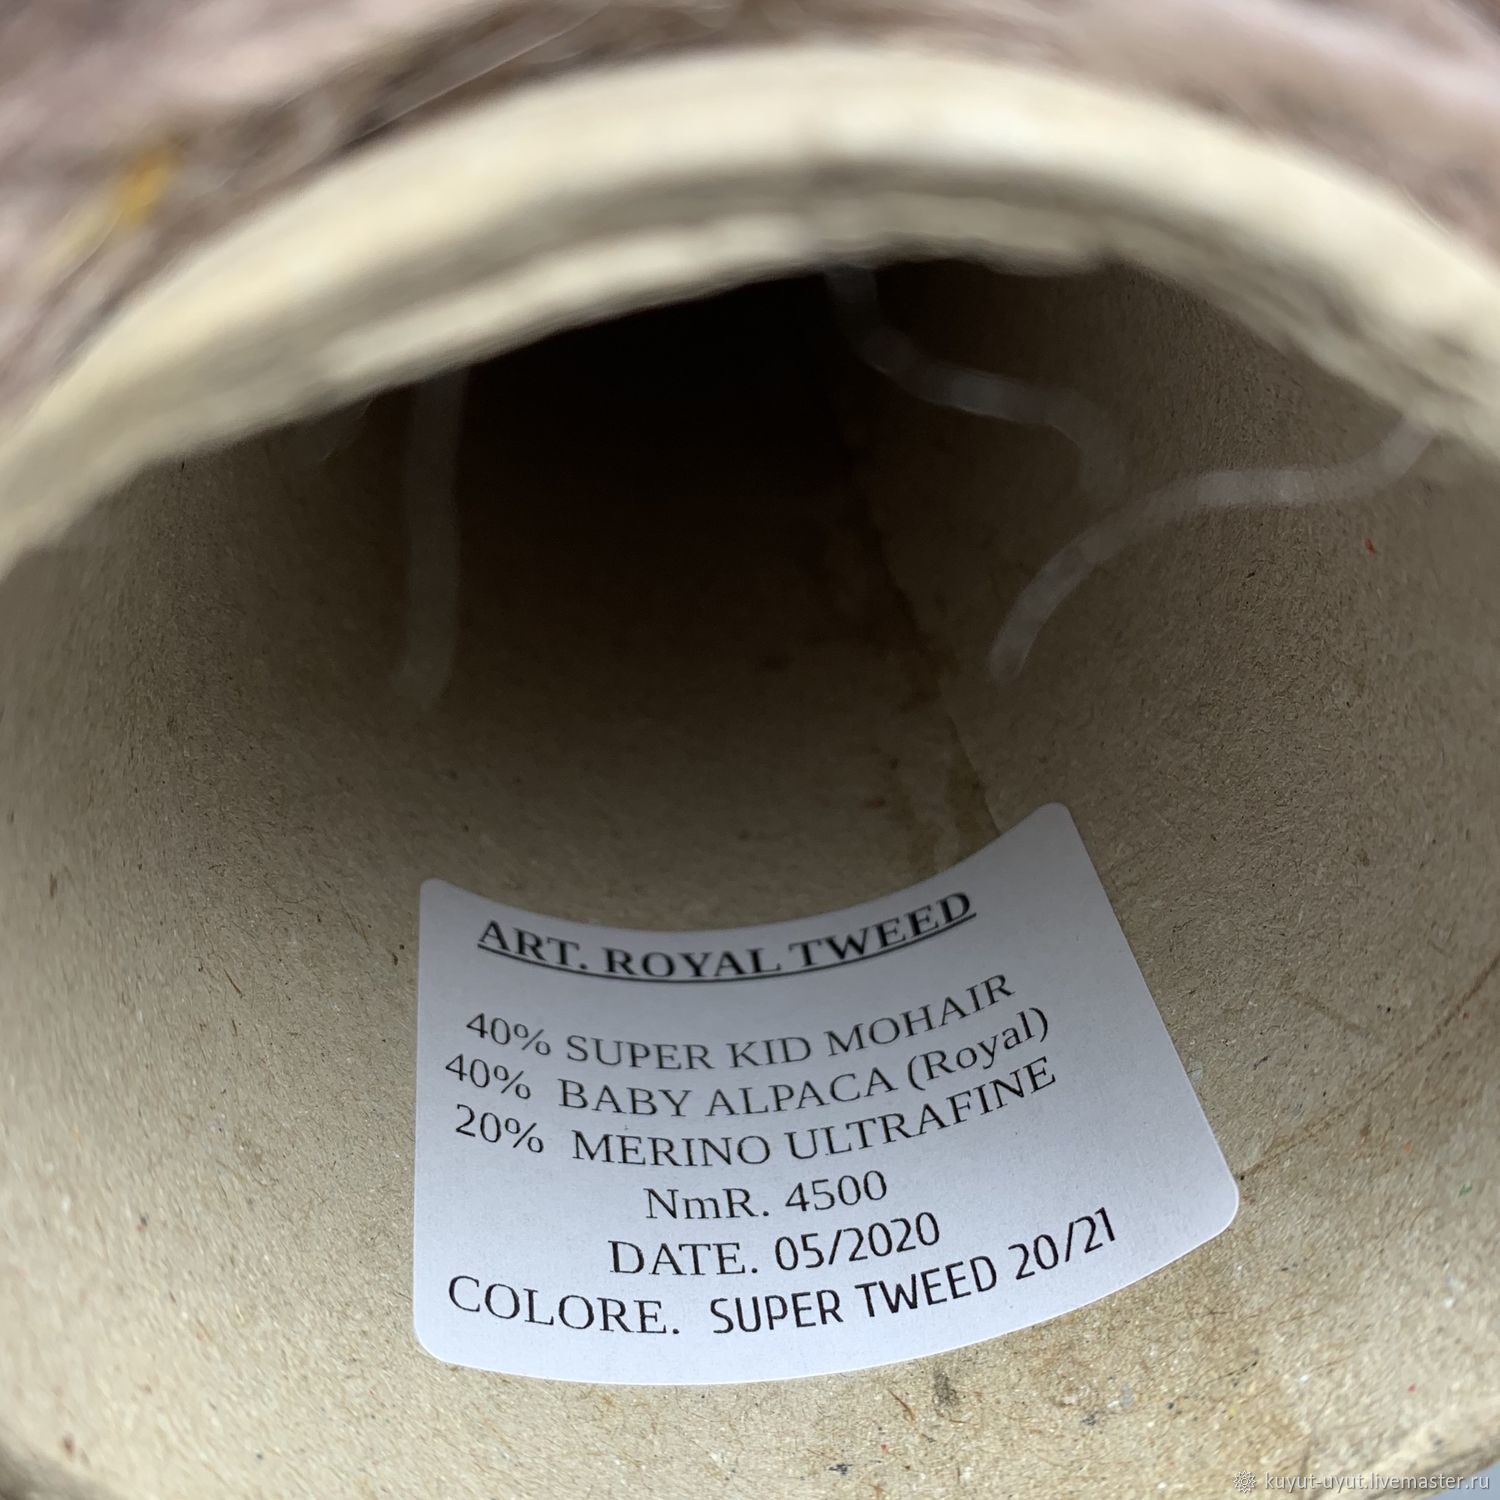 ART. ROYAL TWEED
40% SUPER KID MOHAIR
40% BABY ALPACA (Royal)
20% MERINO ULTRAFINE
NmR. 4500
DATE. 05/2020
COLORE. SUPER TWEED 20/21
kuyut-uyut.livemaster.ru